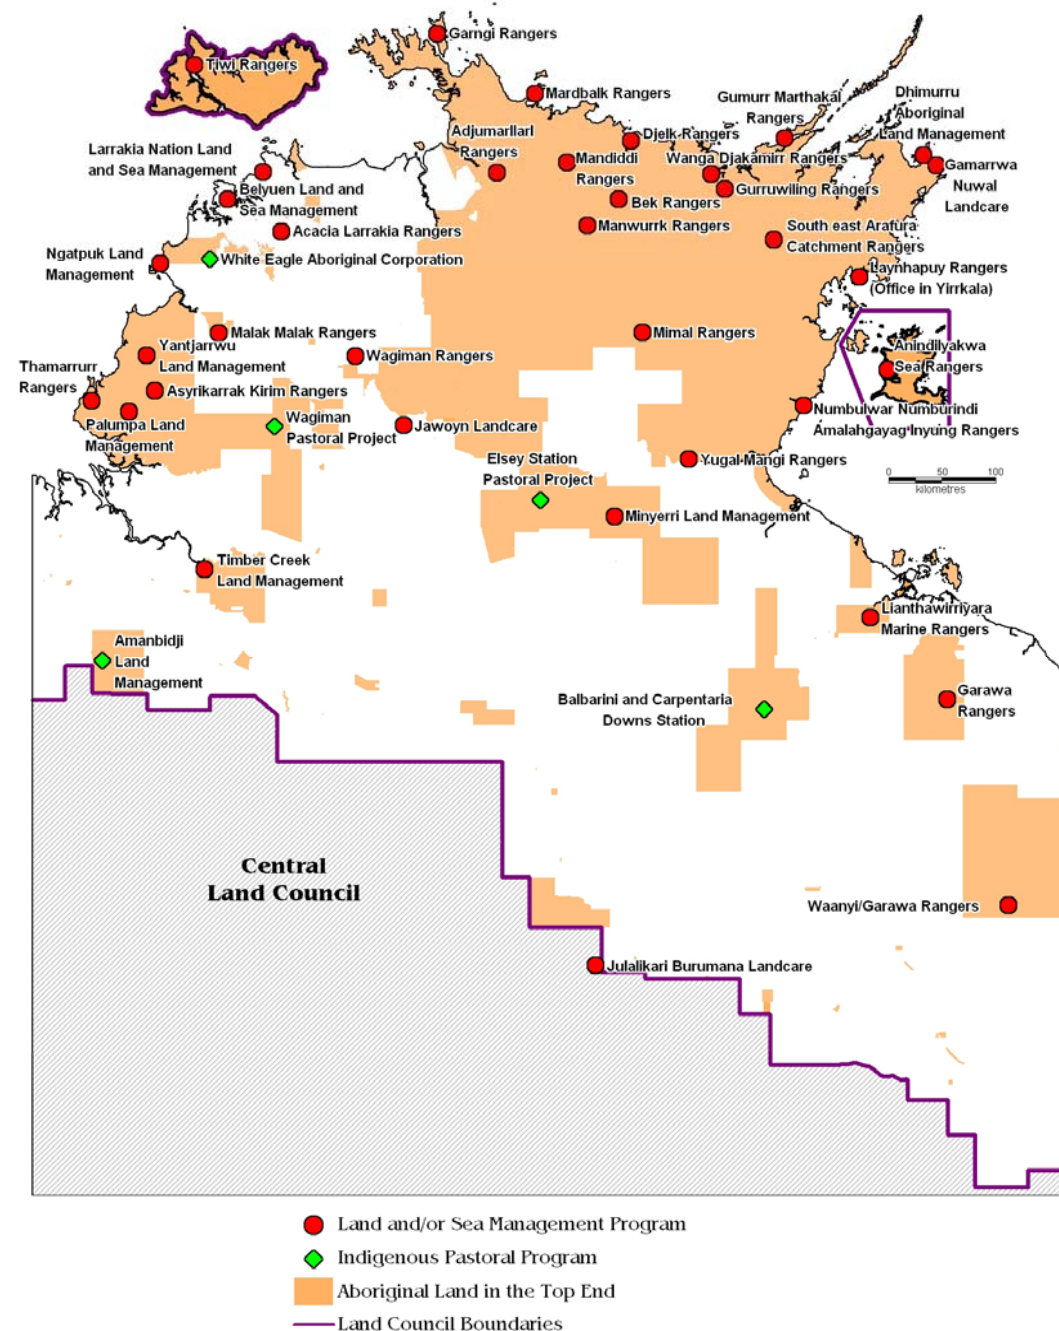 Garngi Rangers
Tiwi Rangers
Mardbalk Rangers
Gumurr Marthakal
Rangers
Dhimurru
Aboriginal
Land Management
Adjumarllarl
Rangers
Djelk Rangers
Larrakia Nation Land
and Sea Management
Mandiddi
Rangers
Wanga Djakamirr Rangers
Gamarrwa
Nuwal
Landcare
Belyuen Land and
Sea Management
Gurruwiling Rangers
Bek Rangers
Acacia Larrakia Rangers
Manwurrk Rangers
South east Arafura
Catchment Rangers
Ngatpuk Land
Management
White Eagle Aboriginal Corporation
Laynhapuy Rangers
(Office in Yirrkala)
Malak Malak Rangers
Mimal Rangers
Yantjarrwu
Land Management
Wagiman Rangers
Anindilyakwa
Sea Rangers
Thamarrurr
Rangers
Asyrikarrak Kirim Rangers
Numbulwar Numburindi
Amalahgayag Inyung Rangers
Palumpa Land
Management
Wagiman
Pastoral Project
Jawoyn Landcare
Elsey Station
Pastoral Project
Yugal Mangi Rangers
0 50 100
kilometres
Minyerri Land Management
Timber Creek
Land Management
Lianthawirriyara
Marine Rangers
Amanbidji
Land
Management
Balbarini and Carpentaria
Downs Station
Garawa
Rangers
Central
Land Council
Waanyi/Garawa Rangers
Julalikari Burumana Landcare
Land and/or Sea Management Program
Indigenous Pastoral Program
Aboriginal Land in the Top End
Land Council Boundaries